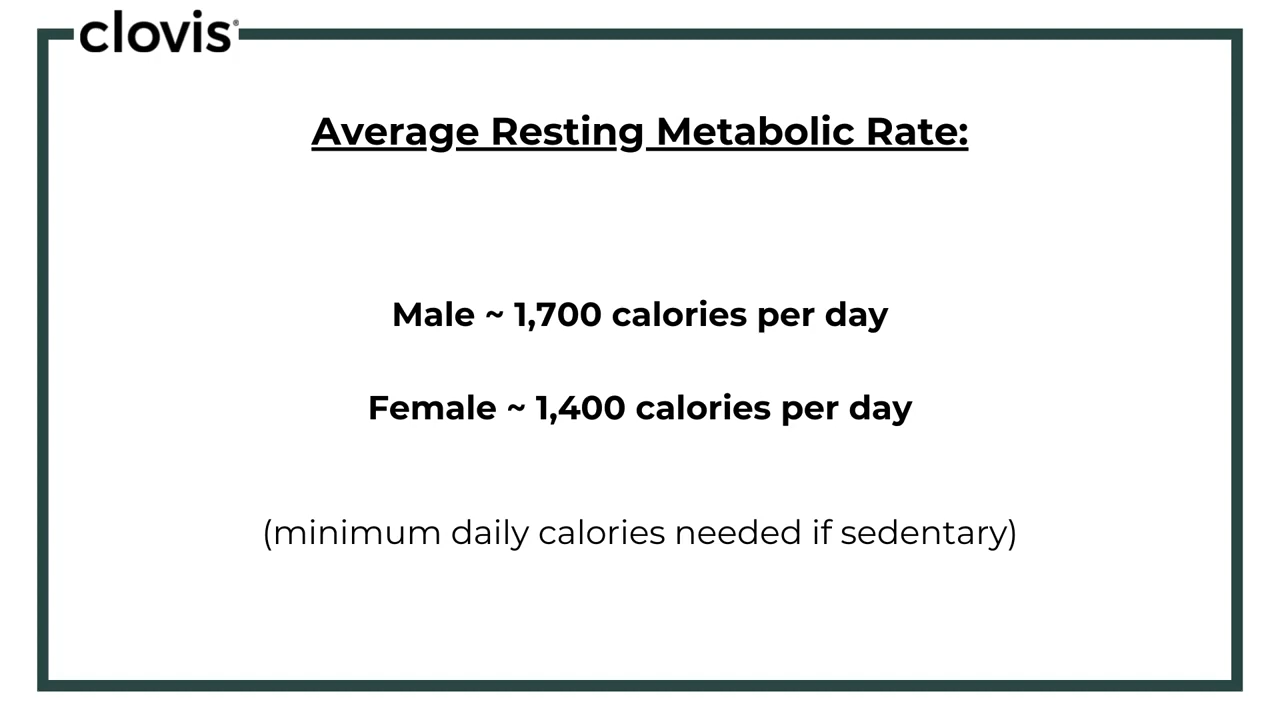 clovis®
Average Resting Metabolic Rate:
Male ~ 1,700 calories per day
Female ~ 1,400 calories per day
(minimum daily calories needed if sedentary)